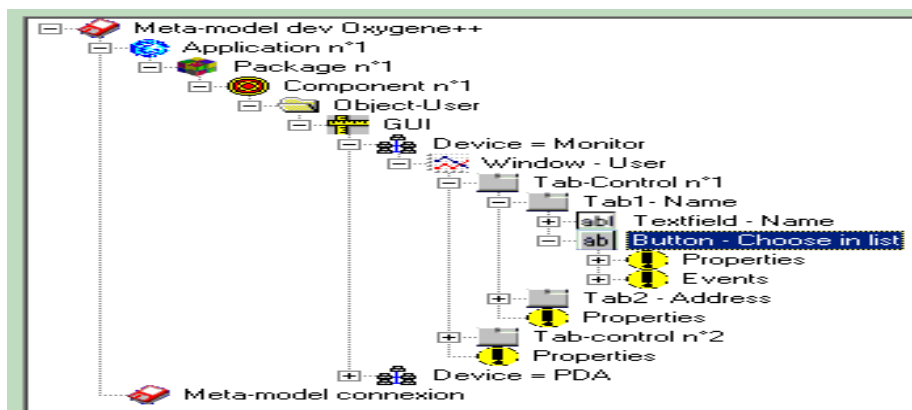 Meta-model dev Oxygene++
Application n°1
Package n°1
Component n°1
Object-User
GUI
Device = Monitor
Window - User
Tab-Control n°1
Tab1- Name
abl Textfield - Name
ab Button - Choose in list
Properties
Events
Tab2 - Address
Properties
Tab-control n°2
Properties
Device = PDA
Meta-model connexion